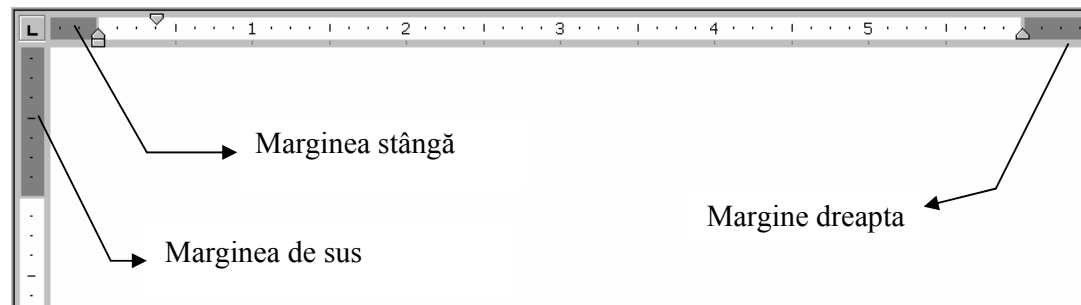 L 1 2 3 4 5
Marginea stângă
Margine dreapta
Marginea de sus